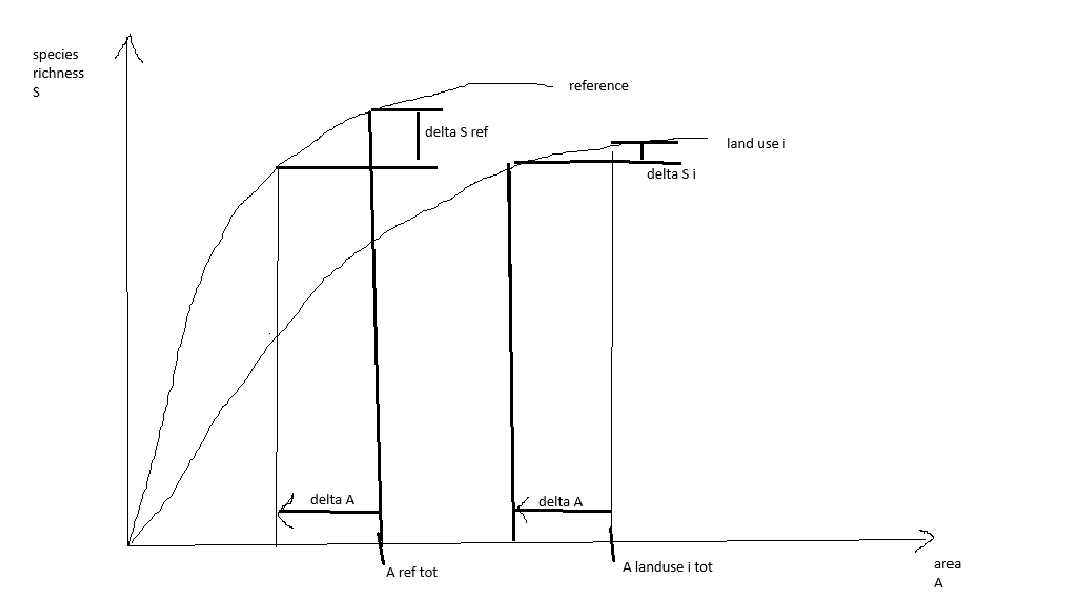 species
richness
S
reference
delta S ref
land use i
delta S i
delta A
delta A
A ref tot
A landuse i tot
area
A